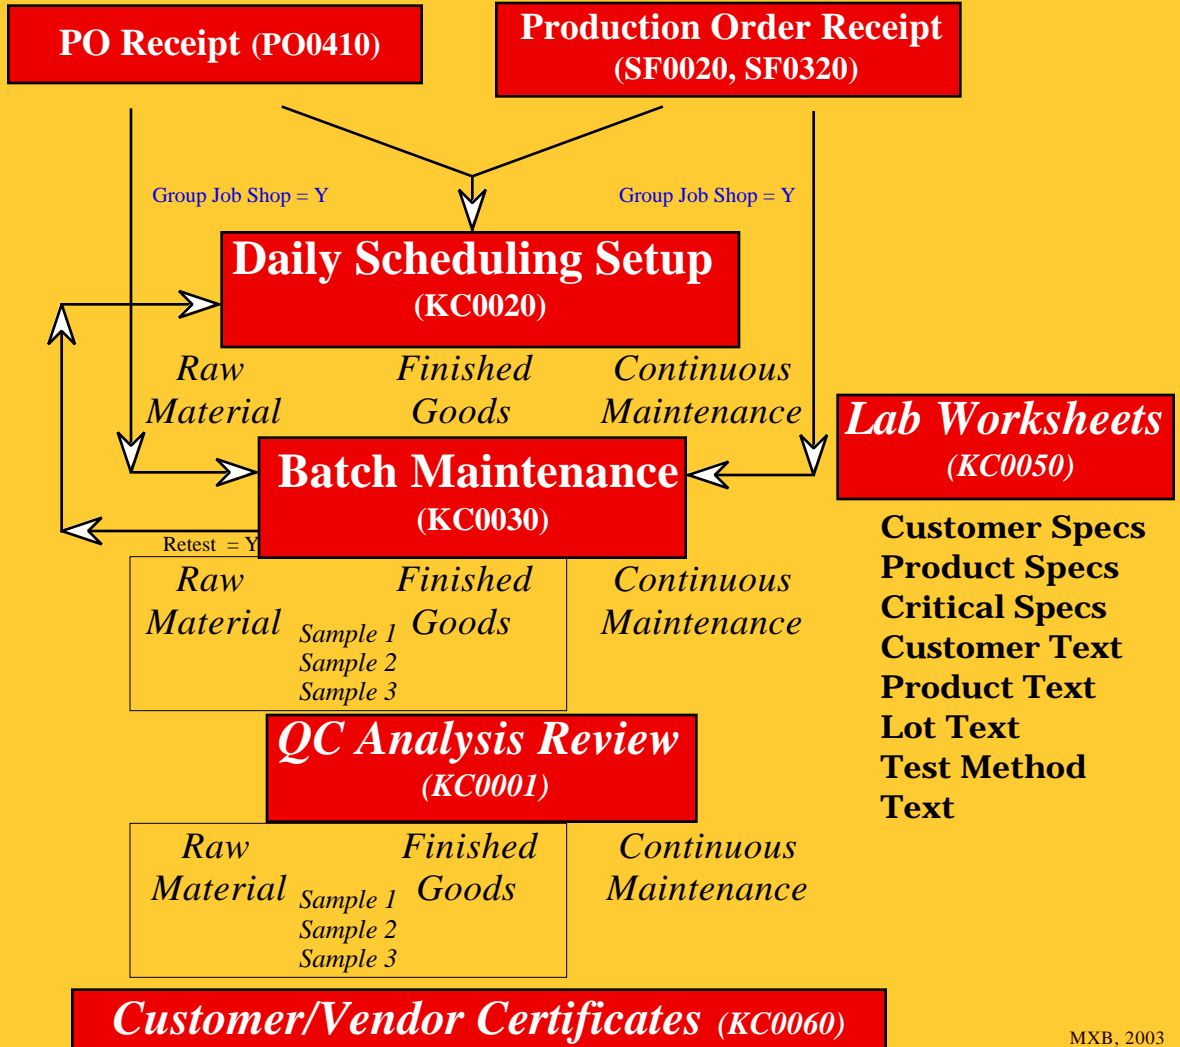 PO Receipt (PO0410)
Production Order Receipt
(SF0020, SF0320)
Group Job Shop = Y
Group Job Shop = Y
Daily Scheduling Setup
(KC0020)
Raw
Material
Finished
Goods
Continuous
Maintenance
Lab Worksheets
(KC0050)
Batch Maintenance
(KC0030)
Retest = Y
Customer Specs
Product Specs
Critical Specs
Customer Text
Product Text
Lot Text
Test Method
Text
Raw
Material
Sample 1
Sample 2
Sample 3
Finished
Goods
Continuous
Maintenance
QC Analysis Review
(KC0001)
Raw
Material
Sample 1
Sample 2
Sample 3
Finished
Goods
Continuous
Maintenance
Customer/Vendor Certificates (KC0060)
MXB, 2003